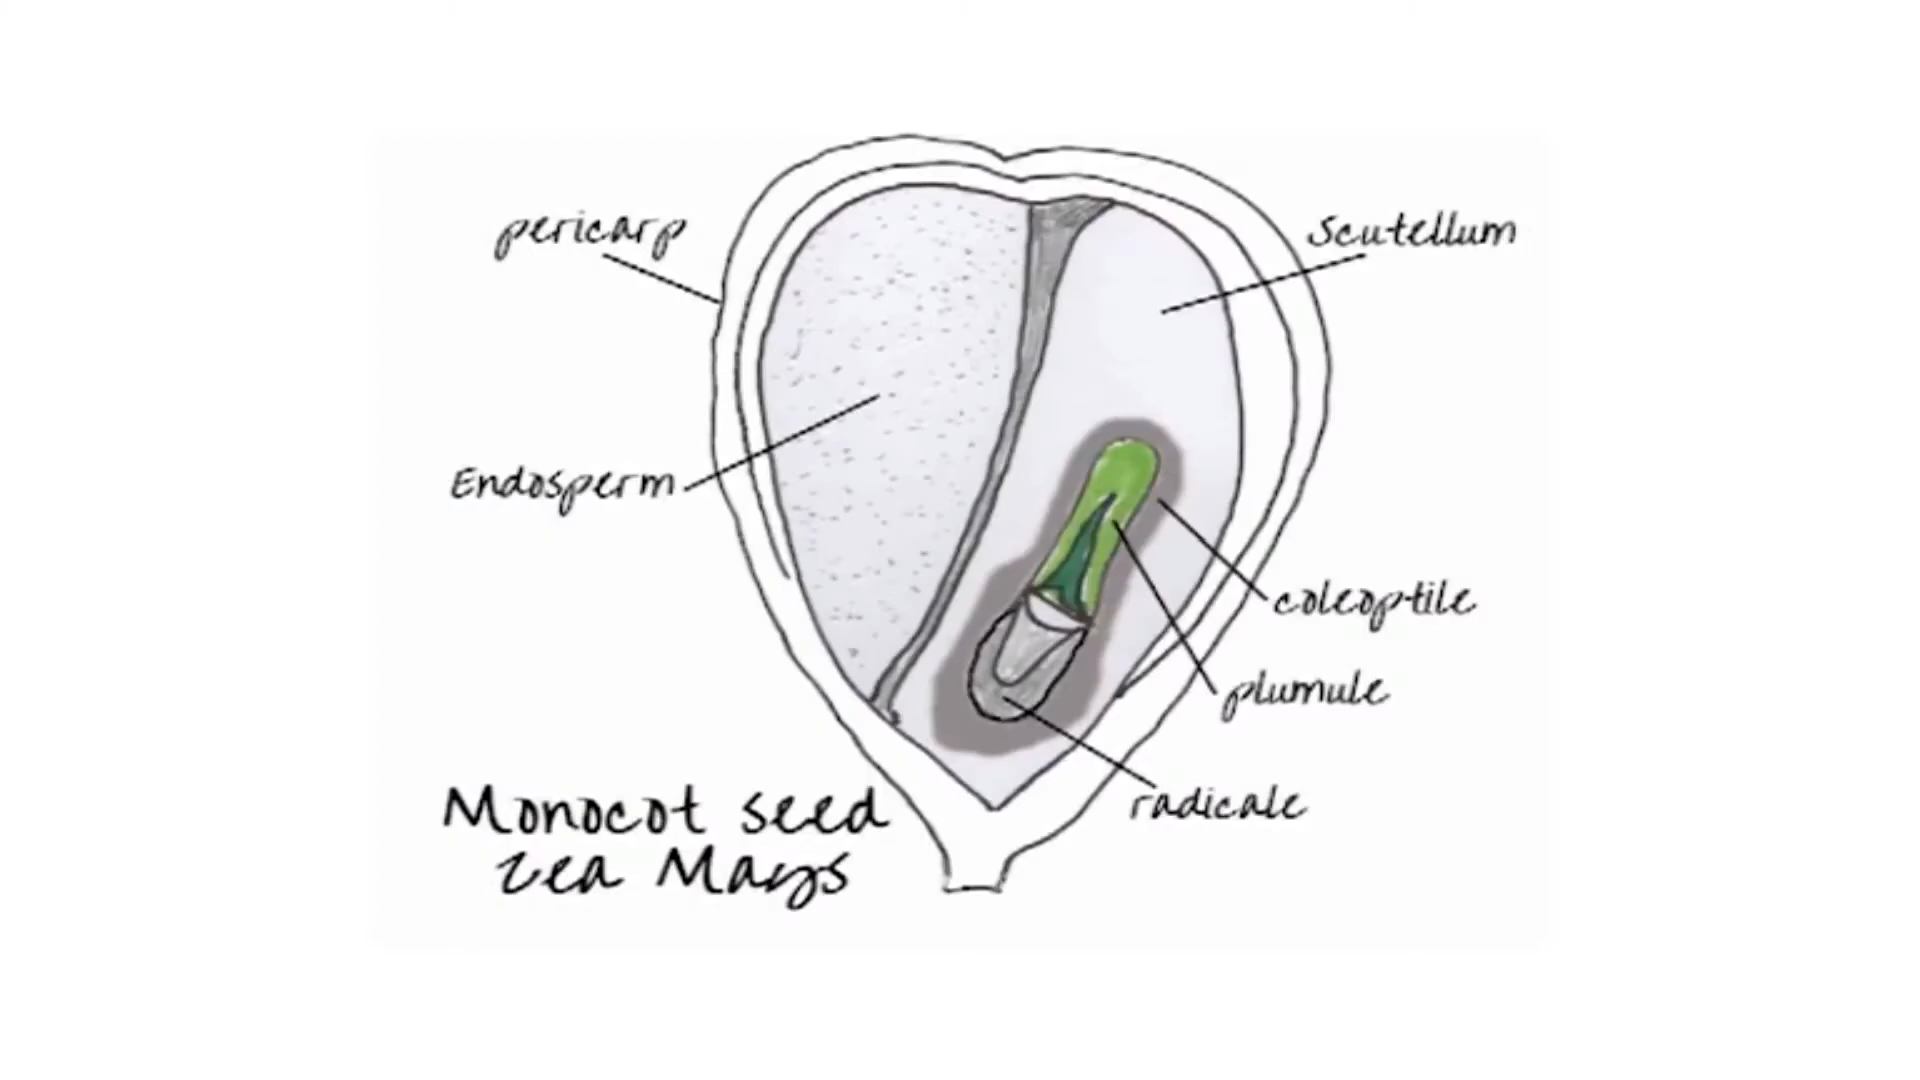 pericarp
Scutellum
Endosperm
coleoptile
plumule
radicale
Monocot seed
Zea Mays